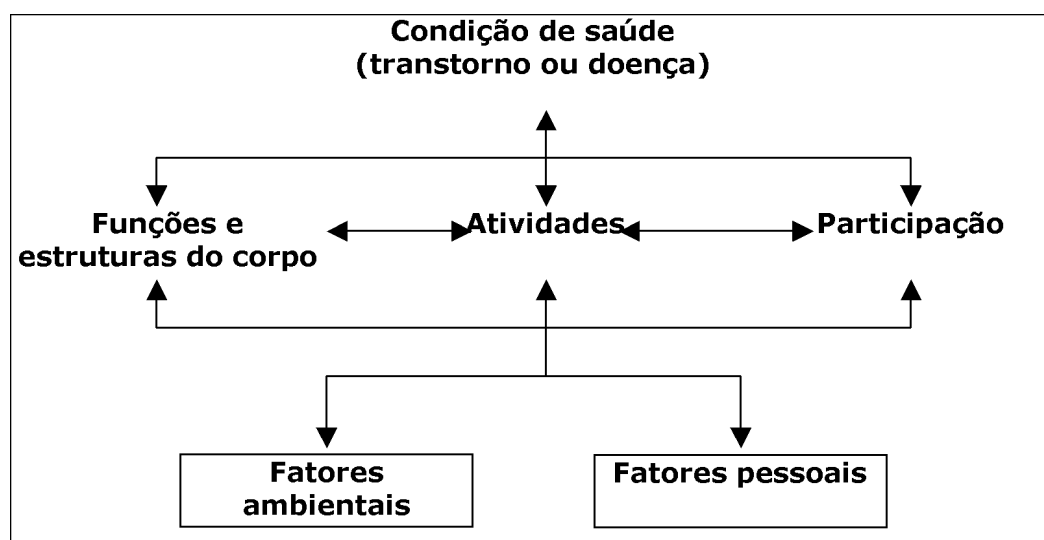 Condição de saúde
(transtorno ou doença)
Funções e
estruturas do corpo
Atividades
Participação
Fatores
ambientais
Fatores pessoais